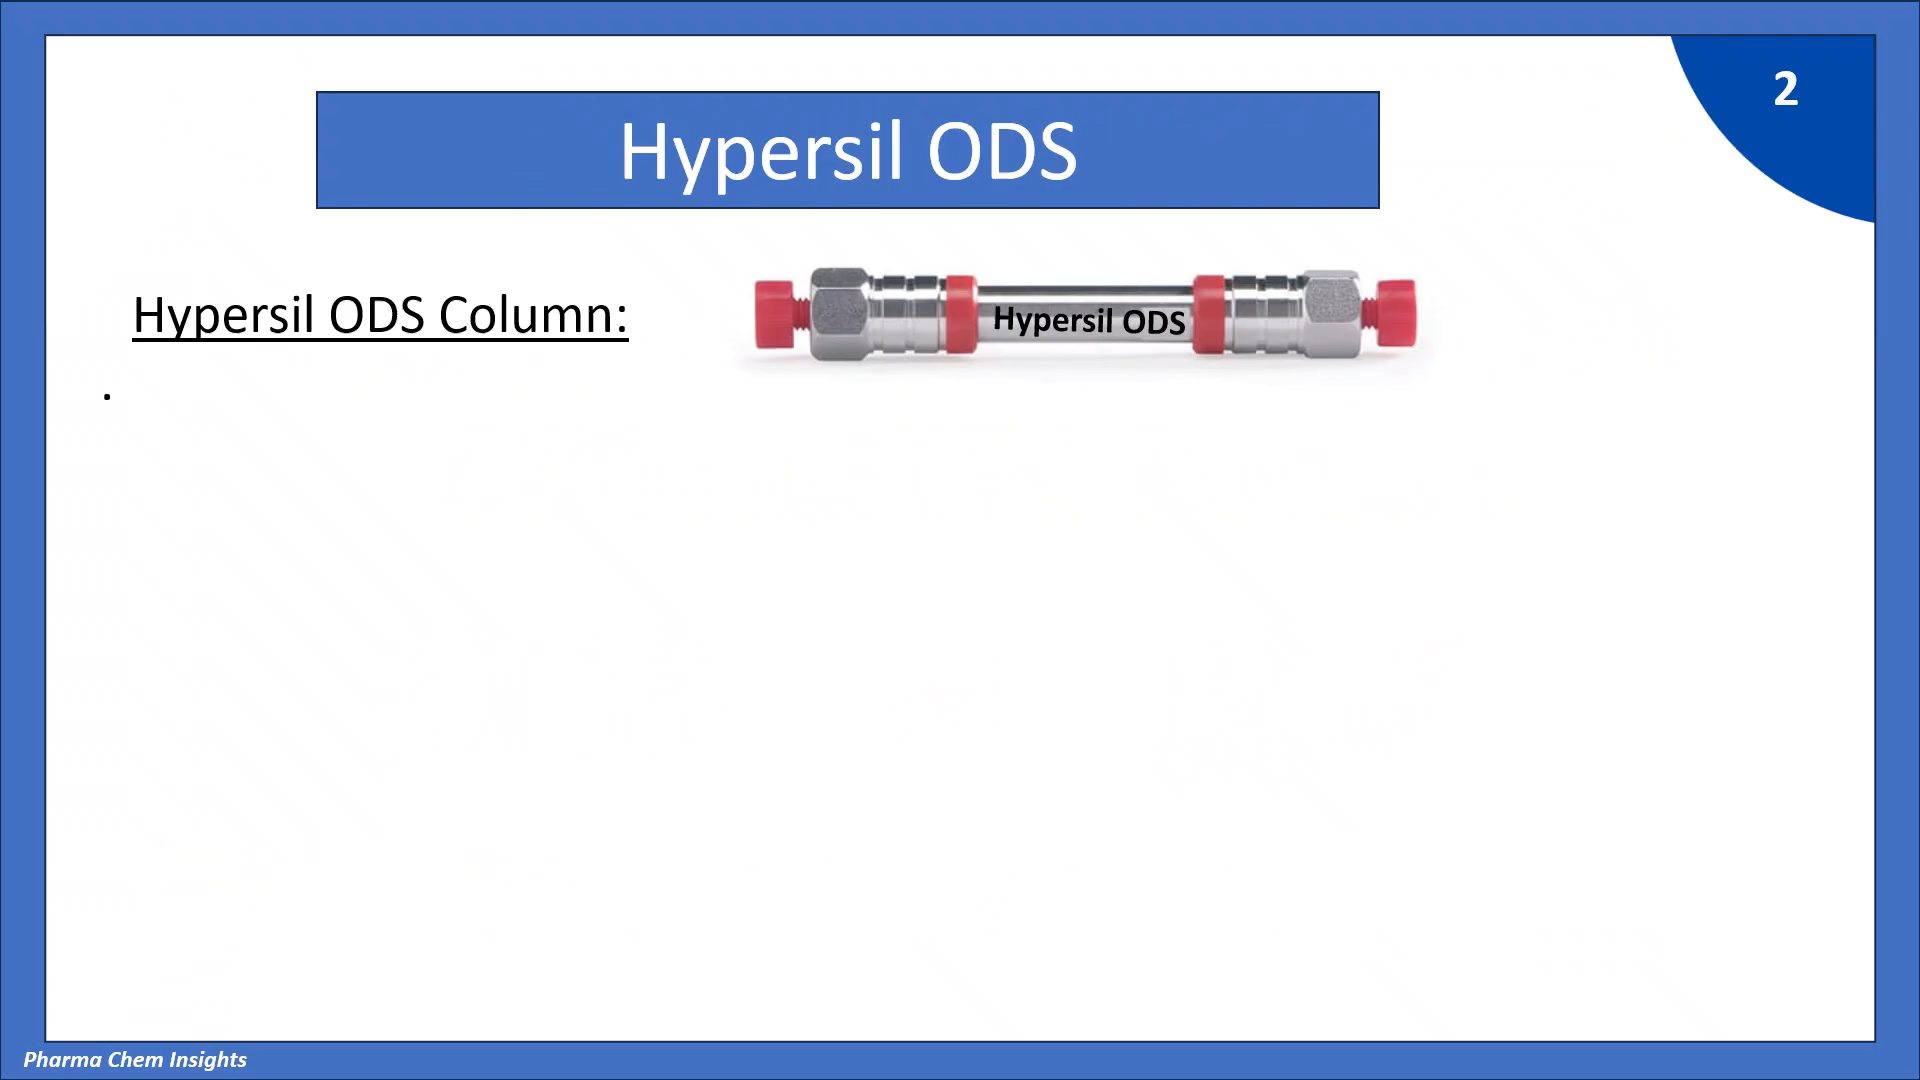 2
Hypersil ODS
Hypersil ODS Column:
Hypersil ODS
.
Pharma Chem Insights